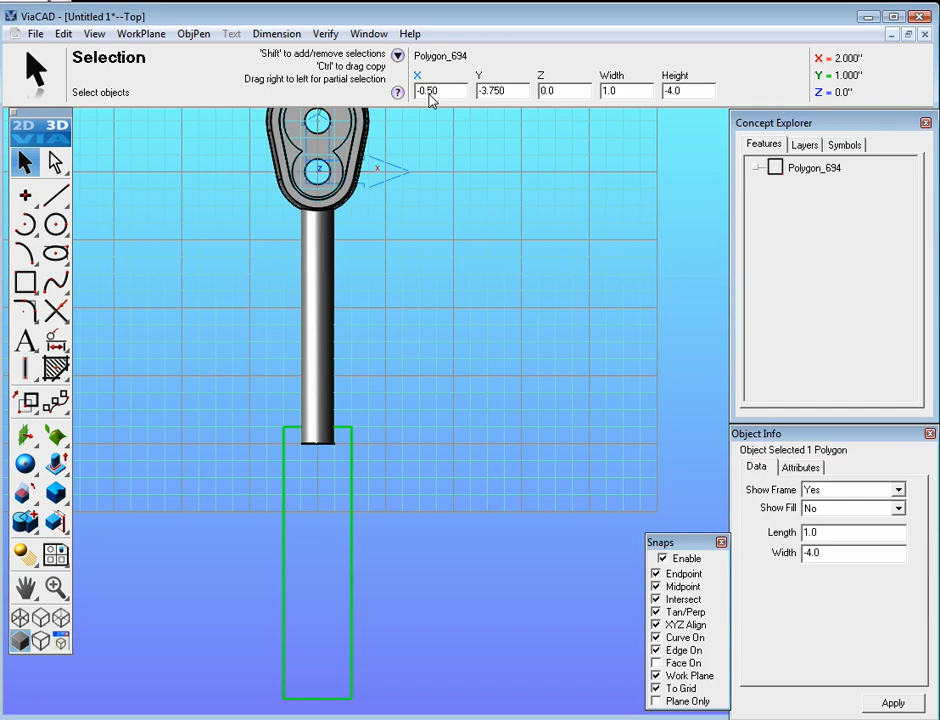 ViaCAD - [Untitled 1*--Top]
File Edit View WorkPlane ObjPen Text Dimension Verify Window Help
Selection
Select objects
'Shift' to add/remove selections
'Ctrl' to drag copy
Drag right to left for partial selection
?
Polygon_694
X Y Z Width Height
-0.50 -3.750 0.0 1.0 -4.0
X = 2.000"
Y = 1.000"
Z = 0.0"
2D 3D
VIA
A
z x
Concept Explorer
Features Layers Symbols
Polygon_694
Object Info
Object Selected 1 Polygon
Data Attributes
Show Frame Yes
Show Fill No
Length 1.0
Width -4.0
Apply
Snaps
Enable
Endpoint
Midpoint
Intersect
Tan/Perp
XYZ Align
Curve On
Edge On
Face On
Work Plane
To Grid
Plane Only